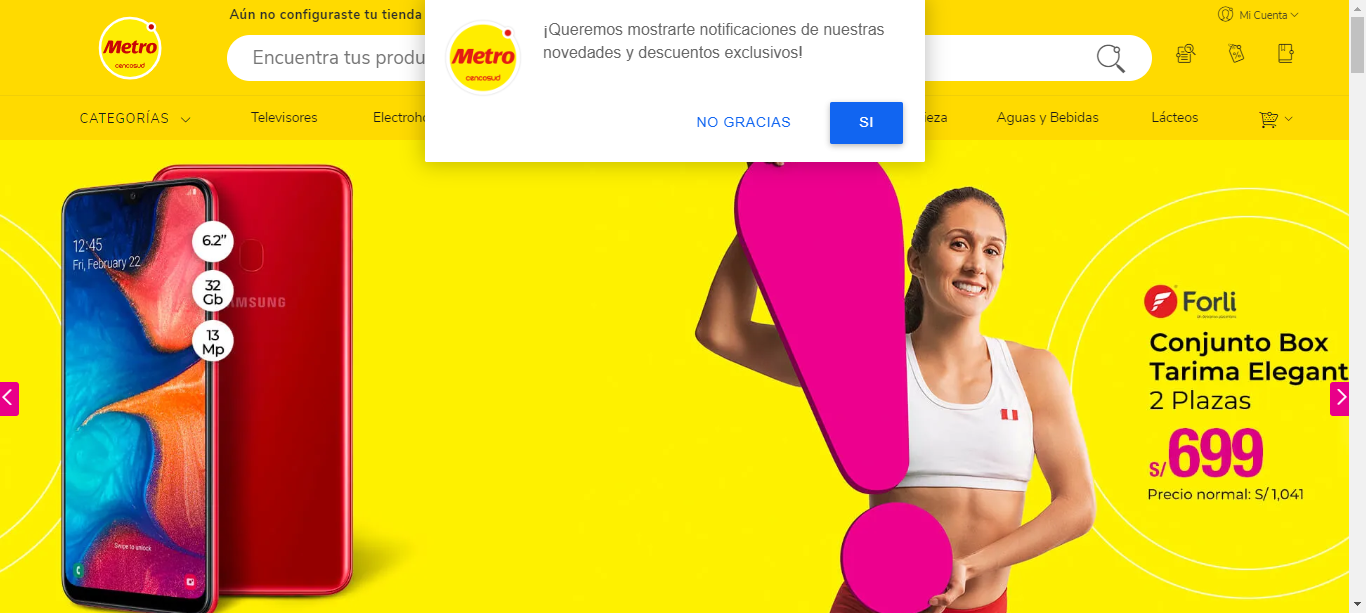 Aún no configuraste tu tienda
Mi Cuenta
Metro
cencosud
Encuentra tus produ
Metro
cencosud
¡Queremos mostrarte notificaciones de nuestras
novedades y descuentos exclusivos!
NO GRACIAS
SI
CATEGORÍAS
Televisores
Electroho
ieza
Aguas y Bebidas
Lácteos
12:45
Fri, February 22
6.2”
32
Gb
13
Mp
AMSUNG
Swipe to unlock
Forli
Conjunto Box
Tarima Elegant
2 Plazas
S/699
Precio normal: S/ 1,041